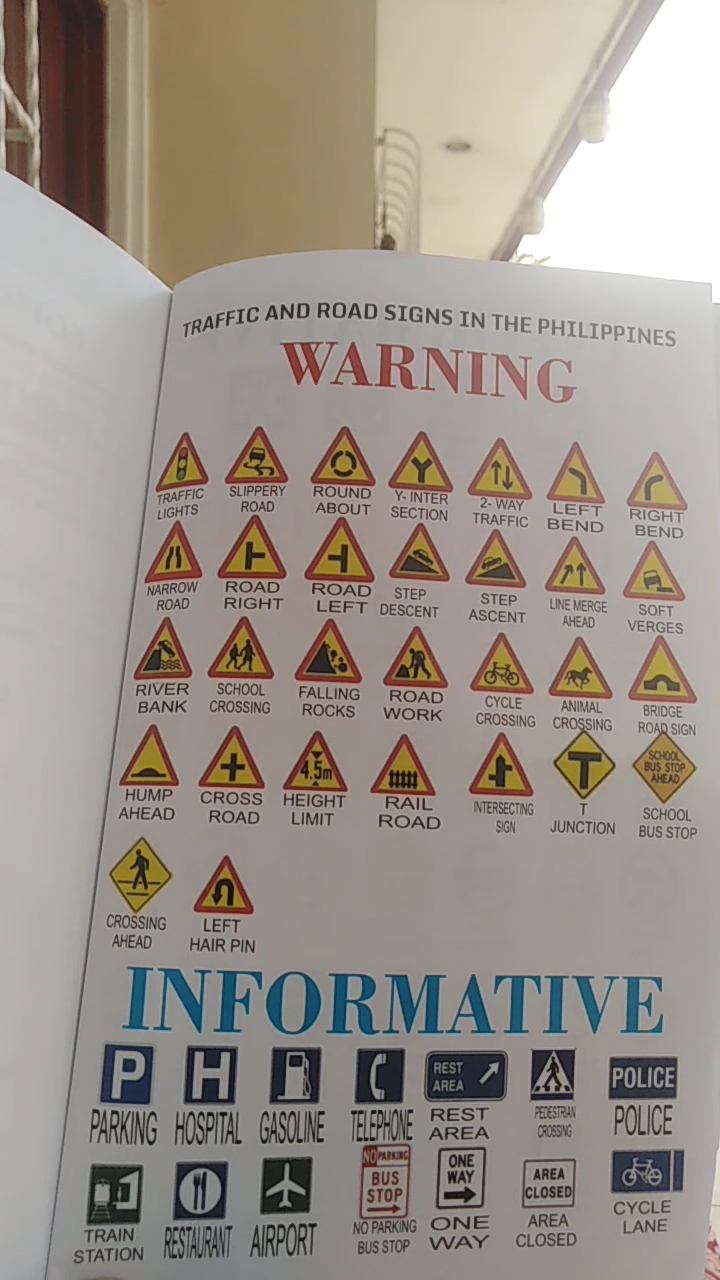 TRAFFIC AND ROAD SIGNS IN THE PHILIPPINES
WARNING
TRAFFIC LIGHTS
SLIPPERY ROAD
ROUND ABOUT
Y- INTER SECTION
2- WAY TRAFFIC
LEFT BEND
RIGHT BEND
NARROW ROAD
ROAD RIGHT
ROAD LEFT
STEP DESCENT
STEP ASCENT
LINE MERGE AHEAD
SOFT VERGES
RIVER BANK
SCHOOL CROSSING
FALLING ROCKS
ROAD WORK
CYCLE CROSSING
ANIMAL CROSSING
BRIDGE ROAD SIGN
HUMP AHEAD
CROSS ROAD
4.5m
HEIGHT LIMIT
RAIL ROAD
INTERSECTING SIGN
T JUNCTION
SCHOOL BUS STOP AHEAD
SCHOOL BUS STOP
CROSSING AHEAD
LEFT HAIR PIN
INFORMATIVE
P
PARKING
H
HOSPITAL
GASOLINE
TELEPHONE
REST AREA
REST AREA
PEDESTRIAN CROSSING
POLICE
POLICE
TRAIN STATION
RESTAURANT
AIRPORT
NO PARKING
BUS STOP
NO PARKING BUS STOP
ONE WAY
ONE WAY
AREA CLOSED
AREA CLOSED
CYCLE LANE